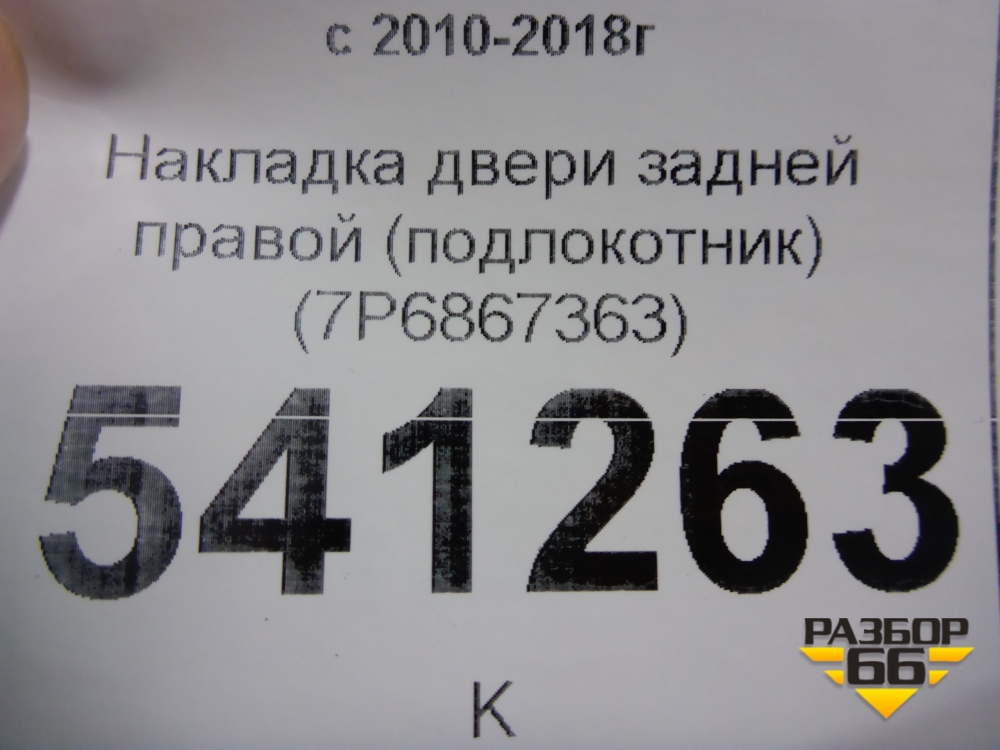 с 2010-2018г
Накладка двери задней
правой (подлокотник)
(7P6867363)
541263
РАЗБОР
66
К